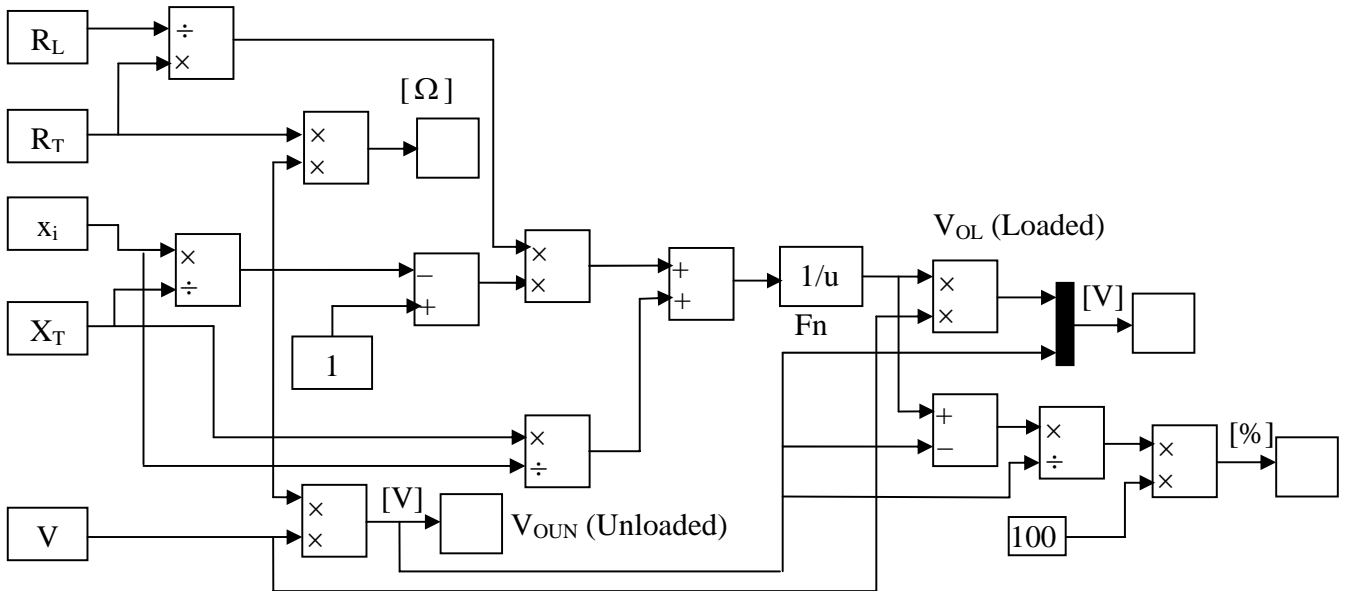 R_L
÷
×
[Ω]
R_T
×
×
x_i
×
÷
−
+
1
×
×
+
+
1/u
Fn
V_OL (Loaded)
×
×
[V]
X_T
×
÷
+
−
×
÷
×
×
[%]
100
V
×
×
[V]
V_OUN (Unloaded)